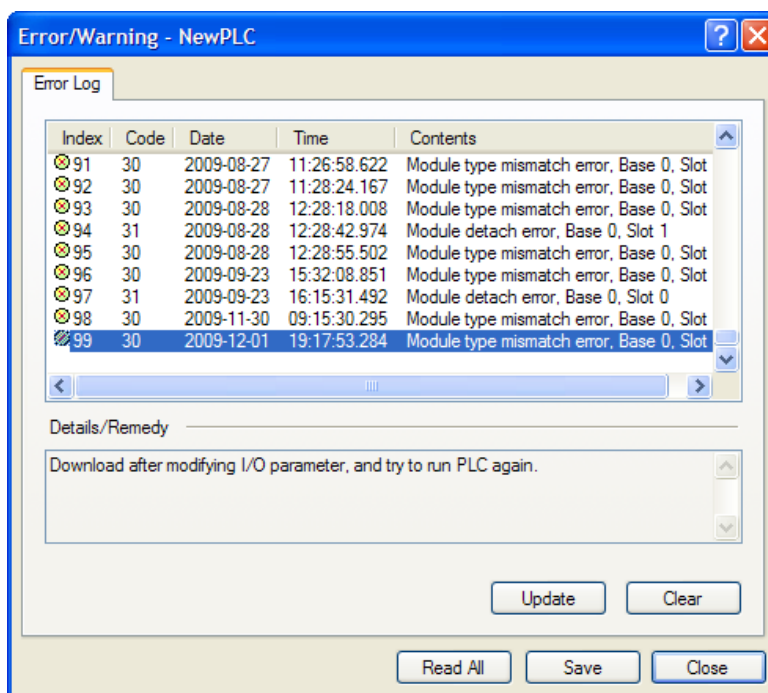 Error/Warning - NewPLC
Error Log
Index Code Date Time Contents
91 30 2009-08-27 11:26:58.622 Module type mismatch error, Base 0, Slot
92 30 2009-08-27 11:28:24.167 Module type mismatch error, Base 0, Slot
93 30 2009-08-28 12:28:18.008 Module type mismatch error, Base 0, Slot
94 31 2009-08-28 12:28:42.974 Module detach error, Base 0, Slot 1
95 30 2009-08-28 12:28:55.502 Module type mismatch error, Base 0, Slot
96 30 2009-09-23 15:32:08.851 Module type mismatch error, Base 0, Slot
97 31 2009-09-23 16:15:31.492 Module detach error, Base 0, Slot 0
98 30 2009-11-30 09:15:30.295 Module type mismatch error, Base 0, Slot
99 30 2009-12-01 19:17:53.284 Module type mismatch error, Base 0, Slot
Details/Remedy
Download after modifying I/O parameter, and try to run PLC again.
Update Clear
Read All Save Close